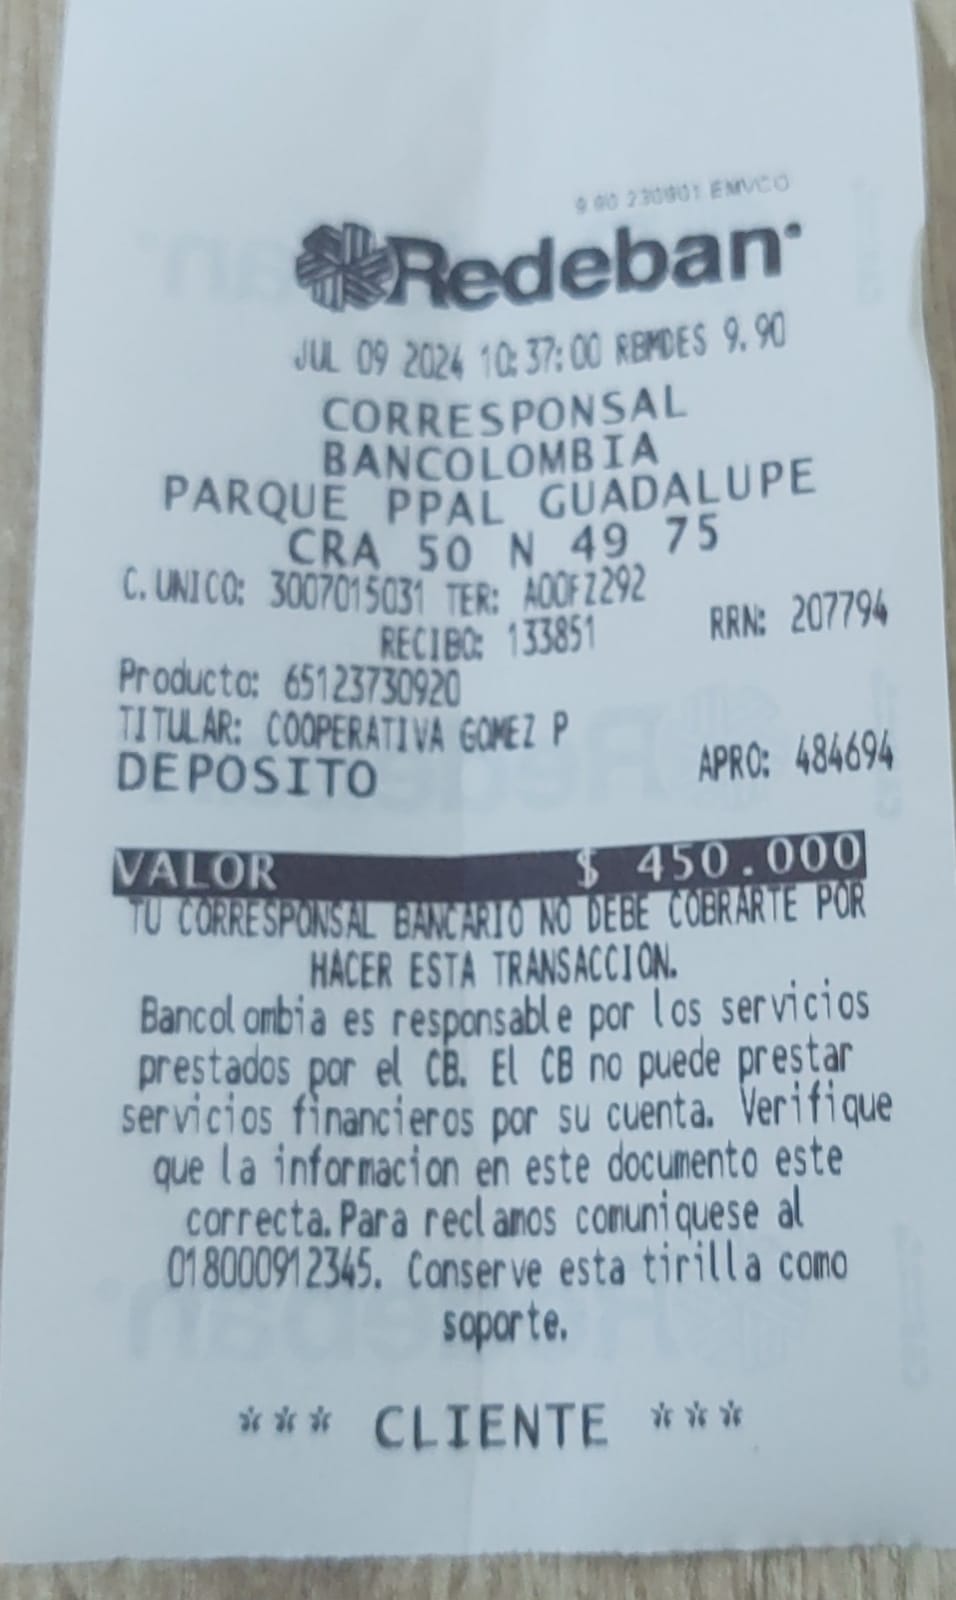 9.90 230901 EMVCO
Redeban
JUL 09 2024 10:37:00 RBMDES 9.90
CORRESPONSAL
BANCOLOMBIA
PARQUE PPAL GUADALUPE
CRA 50 N 49 75
C. UNICO: 3007015031 TER: A00FZ292
RECIBO: 133851 RRN: 207794
Producto: 65123730920
TITULAR: COOPERATIVA GOMEZ P
DEPOSITO APRO: 484694
VALOR $ 450.000
TU CORRESPONSAL BANCARIO NO DEBE COBRARTE POR
HACER ESTA TRANSACCION.
Bancolombia es responsable por los servicios
prestados por el CB. El CB no puede prestar
servicios financieros por su cuenta. Verifique
que la informacion en este documento este
correcta.Para reclamos comuniquese al
018000912345. Conserve esta tirilla como
soporte.
*** CLIENTE ***